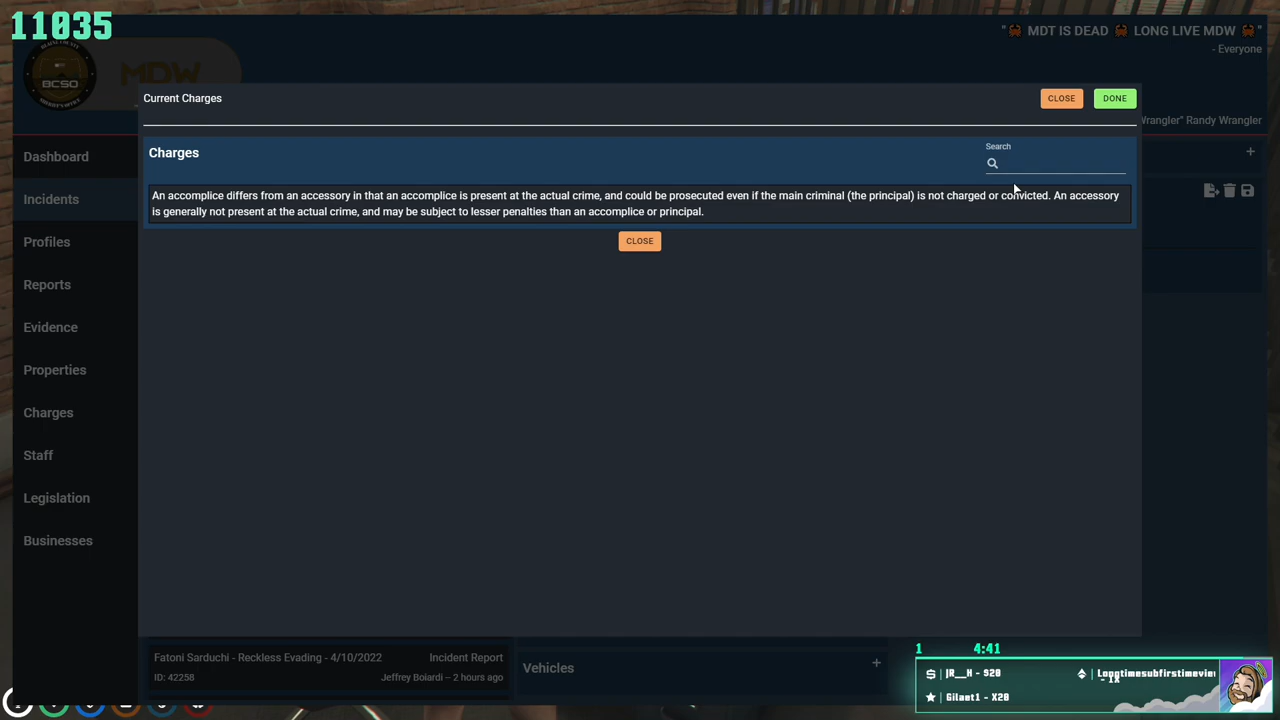 11035
" MDT IS DEAD LONG LIVE MDW "
- Everyone
BCSO
MDW
Current Charges
CLOSE
DONE
Wrangler" Randy Wrangler
Charges
Search
An accomplice differs from an accessory in that an accomplice is present at the actual crime, and could be prosecuted even if the main criminal (the principal) is not charged or convicted. An accessory
is generally not present at the actual crime, and may be subject to lesser penalties than an accomplice or principal.
CLOSE
Dashboard
Incidents
Profiles
Reports
Evidence
Properties
Charges
Staff
Legislation
Businesses
Fatoni Sarduchi - Reckless Evading - 4/10/2022
Incident Report
ID: 42258
Jeffrey Boiardi – 2 hours ago
Vehicles
1
4:41
JR__H - $20
Gilaot1 - X20